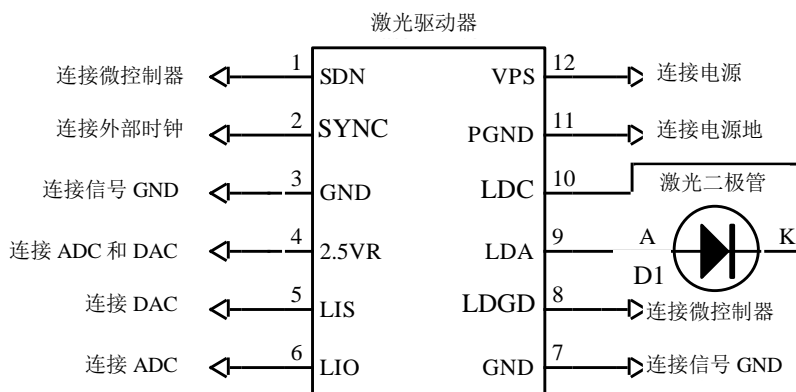 激光驱动器
连接微控制器 1 SDN VPS 12 连接电源
连接外部时钟 2 SYNC PGND 11 连接电源地
连接信号 GND 3 GND LDC 10
激光二极管
连接 ADC 和 DAC 4 2.5VR LDA 9 A K
D1
连接 DAC 5 LIS LDGD 8 连接微控制器
连接 ADC 6 LIO GND 7 连接信号 GND